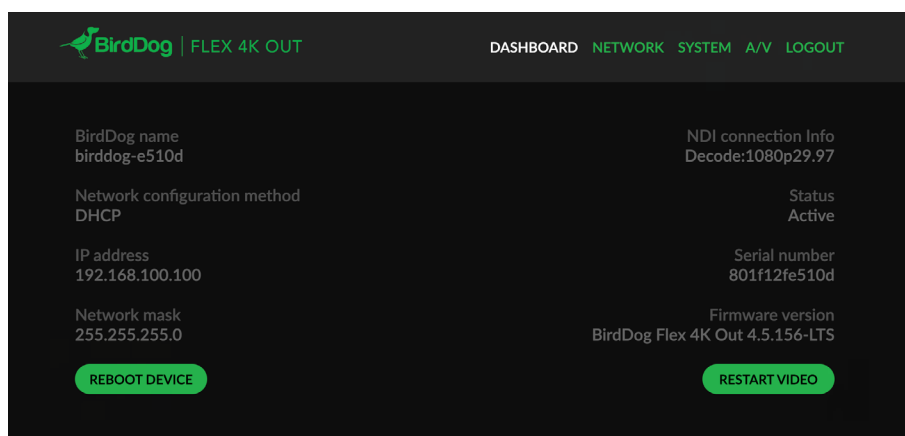 BirdDog | FLEX 4K OUT
DASHBOARD NETWORK SYSTEM A/V LOGOUT
BirdDog name
birddog-e510d
Network configuration method
DHCP
IP address
192.168.100.100
Network mask
255.255.255.0
REBOOT DEVICE
NDI connection Info
Decode:1080p29.97
Status
Active
Serial number
801f12fe510d
Firmware version
BirdDog Flex 4K Out 4.5.156-LTS
RESTART VIDEO